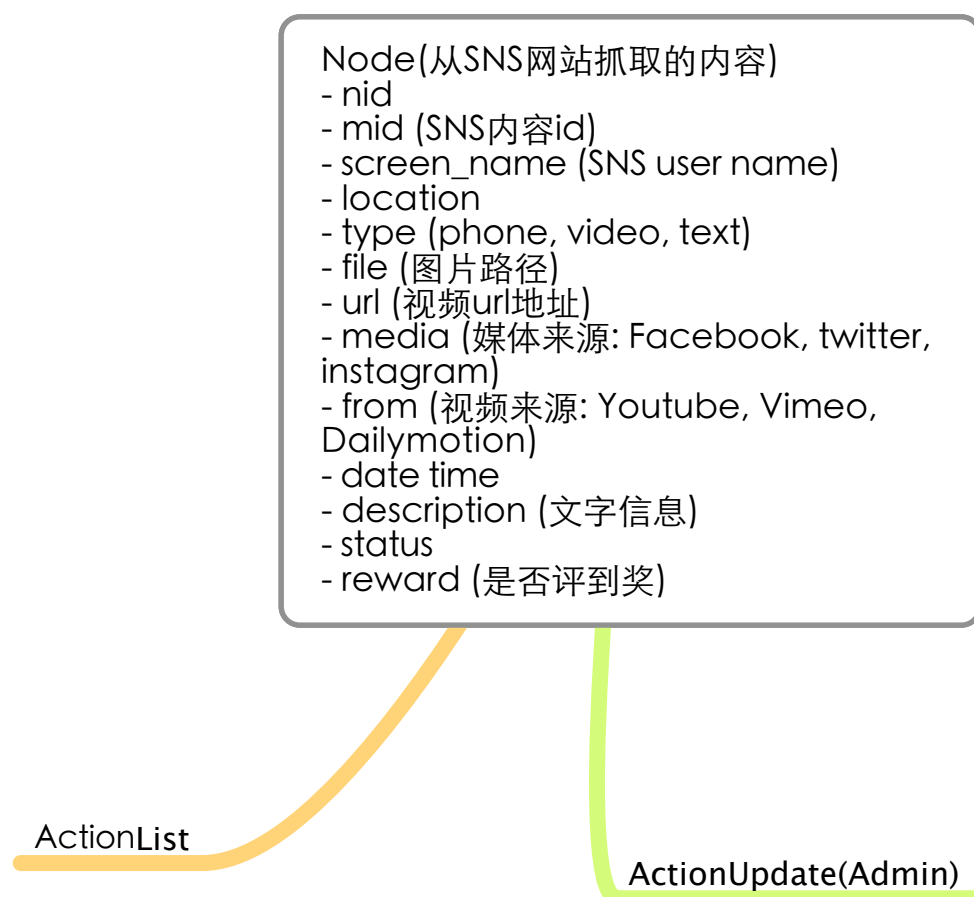 Node(从SNS网站抓取的内容)
- nid
- mid (SNS内容id)
- screen_name (SNS user name)
- location
- type (phone, video, text)
- file (图片路径)
- url (视频url地址)
- media (媒体来源: Facebook, twitter,
instagram)
- from (视频来源: Youtube, Vimeo,
Dailymotion)
- date time
- description (文字信息)
- status
- reward (是否评到奖)
ActionList
ActionUpdate(Admin)